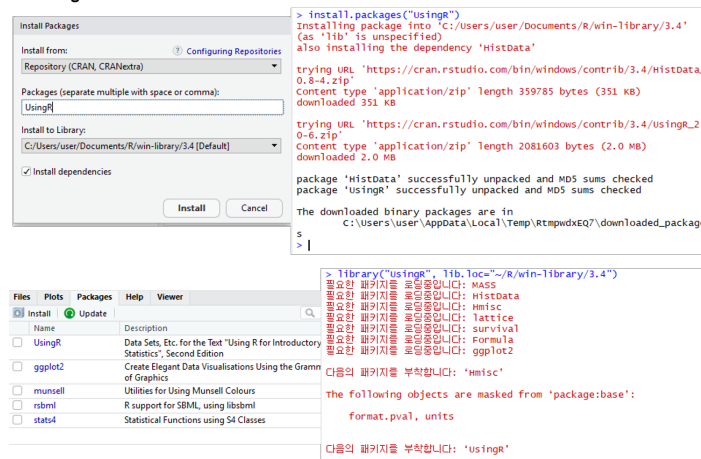 Install Packages
Install from:
? Configuring Repositories
Repository (CRAN, CRANextra)
Packages (separate multiple with space or comma):
UsingR
Install to Library:
C:/Users/user/Documents/R/win-library/3.4 [Default]
Install dependencies
Install
Cancel
> install.packages("UsingR")
Installing package into ‘C:/Users/user/Documents/R/win-library/3.4’
(as ‘lib’ is unspecified)
also installing the dependency ‘HistData’
trying URL 'https://cran.rstudio.com/bin/windows/contrib/3.4/HistData_
0.8-4.zip'
Content type 'application/zip' length 359785 bytes (351 KB)
downloaded 351 KB
trying URL 'https://cran.rstudio.com/bin/windows/contrib/3.4/UsingR_2.
0-6.zip'
Content type 'application/zip' length 2081603 bytes (2.0 MB)
downloaded 2.0 MB
package ‘HistData’ successfully unpacked and MD5 sums checked
package ‘UsingR’ successfully unpacked and MD5 sums checked
The downloaded binary packages are in
C:\Users\user\AppData\Local\Temp\RtmpwdxEQ7\downloaded_package
s
>
Files Plots Packages Help Viewer
Install Update
Name Description
UsingR Data Sets, Etc. for the Text "Using R for Introductory
Statistics", Second Edition
ggplot2 Create Elegant Data Visualisations Using the Gramm
of Graphics
munsell Utilities for Using Munsell Colours
rsbml R support for SBML, using libsbml
stats4 Statistical Functions using S4 Classes
> library("UsingR", lib.loc="~/R/win-library/3.4")
필요한 패키지를 로딩중입니다: MASS
필요한 패키지를 로딩중입니다: HistData
필요한 패키지를 로딩중입니다: Hmisc
필요한 패키지를 로딩중입니다: lattice
필요한 패키지를 로딩중입니다: survival
필요한 패키지를 로딩중입니다: Formula
필요한 패키지를 로딩중입니다: ggplot2
다음의 패키지를 부착합니다: ‘Hmisc’
The following objects are masked from ‘package:base’:
format.pval, units
다음의 패키지를 부착합니다: ‘UsingR’